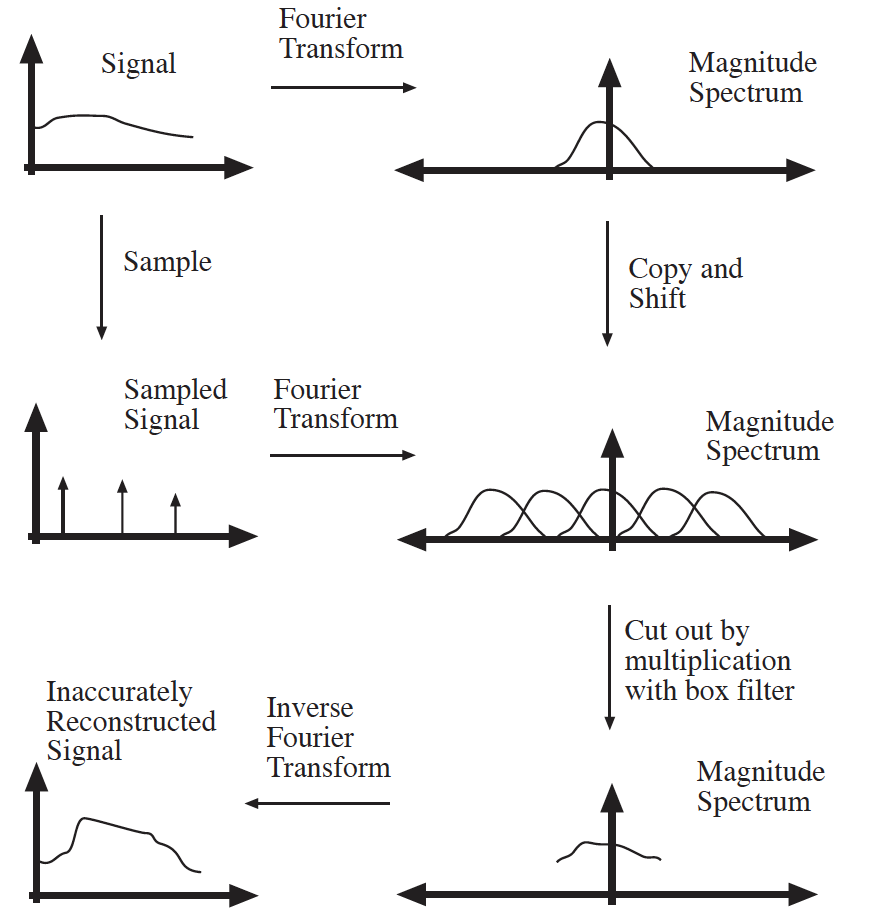 Signal
Fourier
Transform
Magnitude
Spectrum
Sample
Copy and
Shift
Sampled
Signal
Fourier
Transform
Magnitude
Spectrum
Cut out by
multiplication
with box filter
Inaccurately
Reconstructed
Signal
Inverse
Fourier
Transform
Magnitude
Spectrum